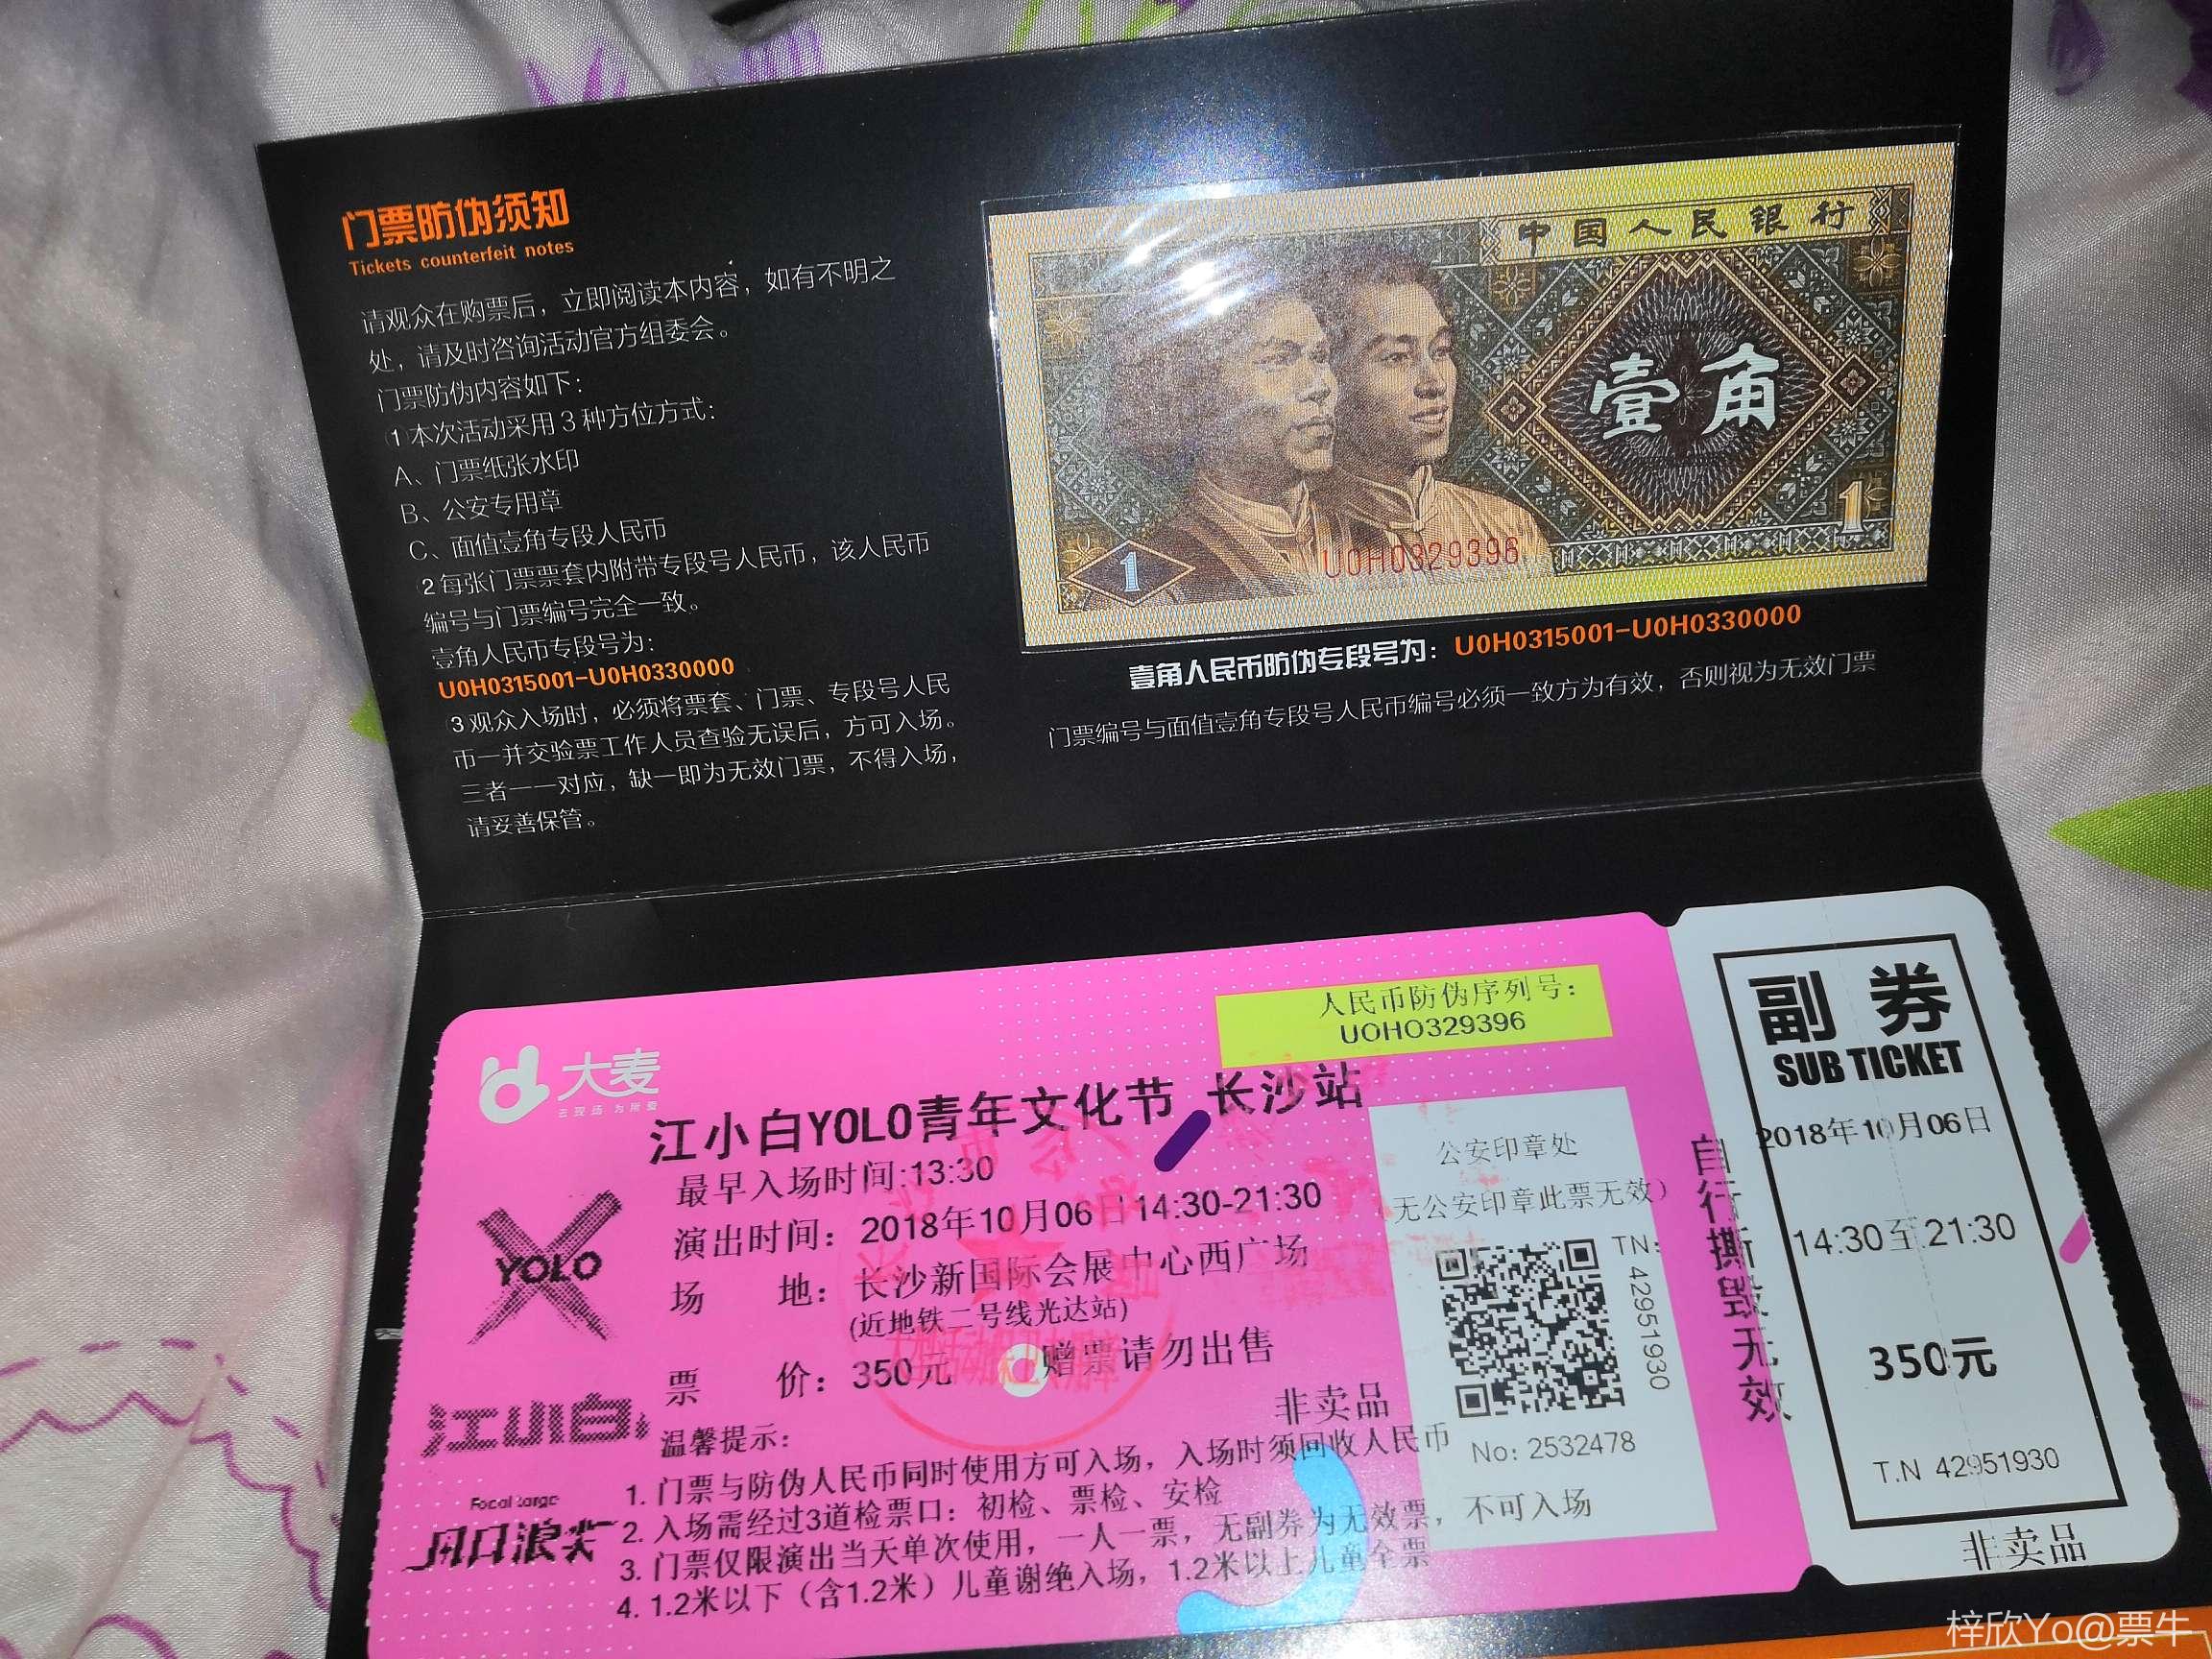 门票防伪须知
Tickets counterfeit notes
请观众在购票后，立即阅读本内容，如有不明之
处，请及时咨询活动官方组委会。
门票防伪内容如下：
1 本次活动采用 3 种方位方式：
A、门票纸张水印
B、公安专用章
C、面值壹角专段人民币
2 每张门票票套内附带专段号人民币，该人民币
编号与门票编号完全一致。
壹角人民币专段号为：
U0H0315001-U0H0330000
3 观众入场时，必须将票套、门票、专段号人民
币一并交验票工作人员查验无误后，方可入场。
三者一一对应，缺一即为无效门票，不得入场，
请妥善保管。
中国人民银行
壹角
1
1
U0H0329396
壹角人民币防伪专段号为：U0H0315001-U0H0330000
门票编号与面值壹角专段号人民币编号必须一致方为有效，否则视为无效门票
人民币防伪序列号：
UOHO329396
大麦
去现场 为所爱
江小白YOLO青年文化节 长沙站
最早入场时间:13:30
演出时间：2018年10月06日14:30-21:30
场 地：长沙新国际会展中心西广场
(近地铁二号线光达站)
票 价：350元 赠票请勿出售
非卖品
YOLO
江小白
Focal Large
风口浪尖
温馨提示：
1. 门票与防伪人民币同时使用方可入场，入场时须回收人民币
2. 入场需经过3道检票口：初检、票检、安检
3. 门票仅限演出当天单次使用，一人一票，无副券为无效票，不可入场
4. 1.2米以下（含1.2米）儿童谢绝入场，1.2米以上儿童全票
公安印章处
无公安印章此票无效）
TN: 42951930
No: 2532478
自行撕毁无效
副 券
SUB TICKET
2018年10月06日
14:30至21:30
350元
T.N 42951930
非卖品
梓欣Yo@票牛